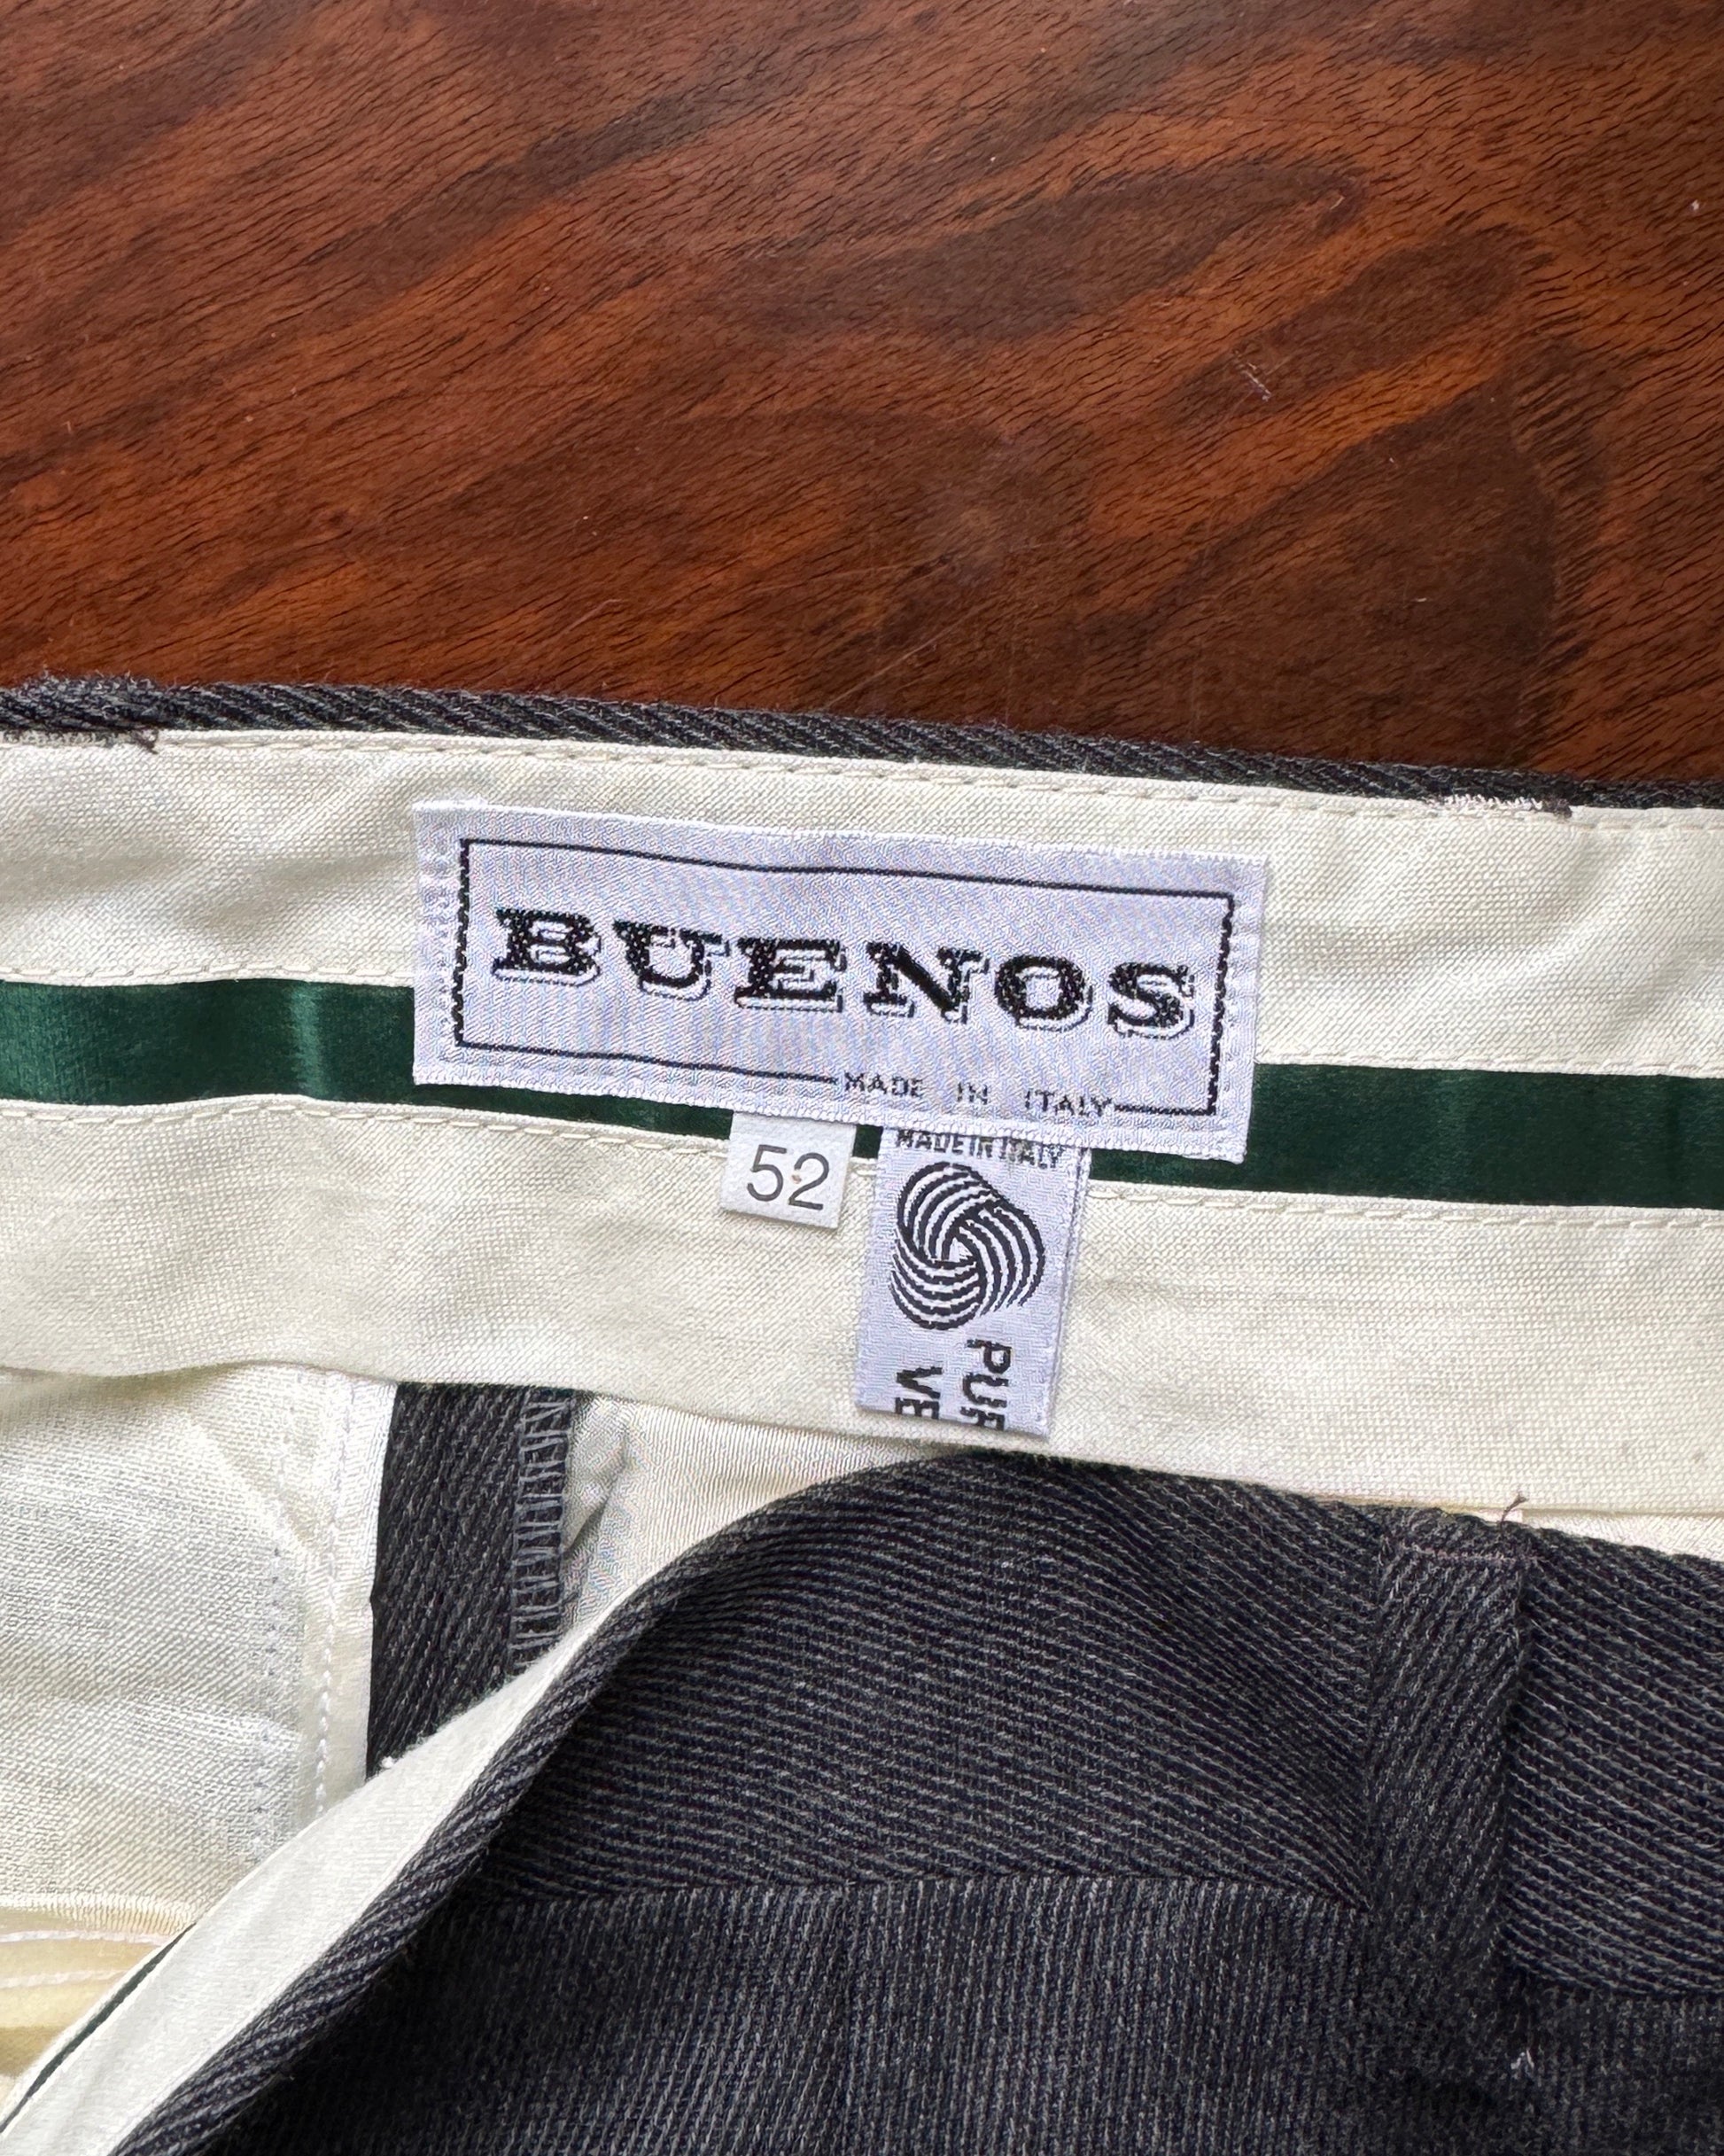 BUENOS
MADE IN ITALY
52
MADE IN ITALY
PUR
VE